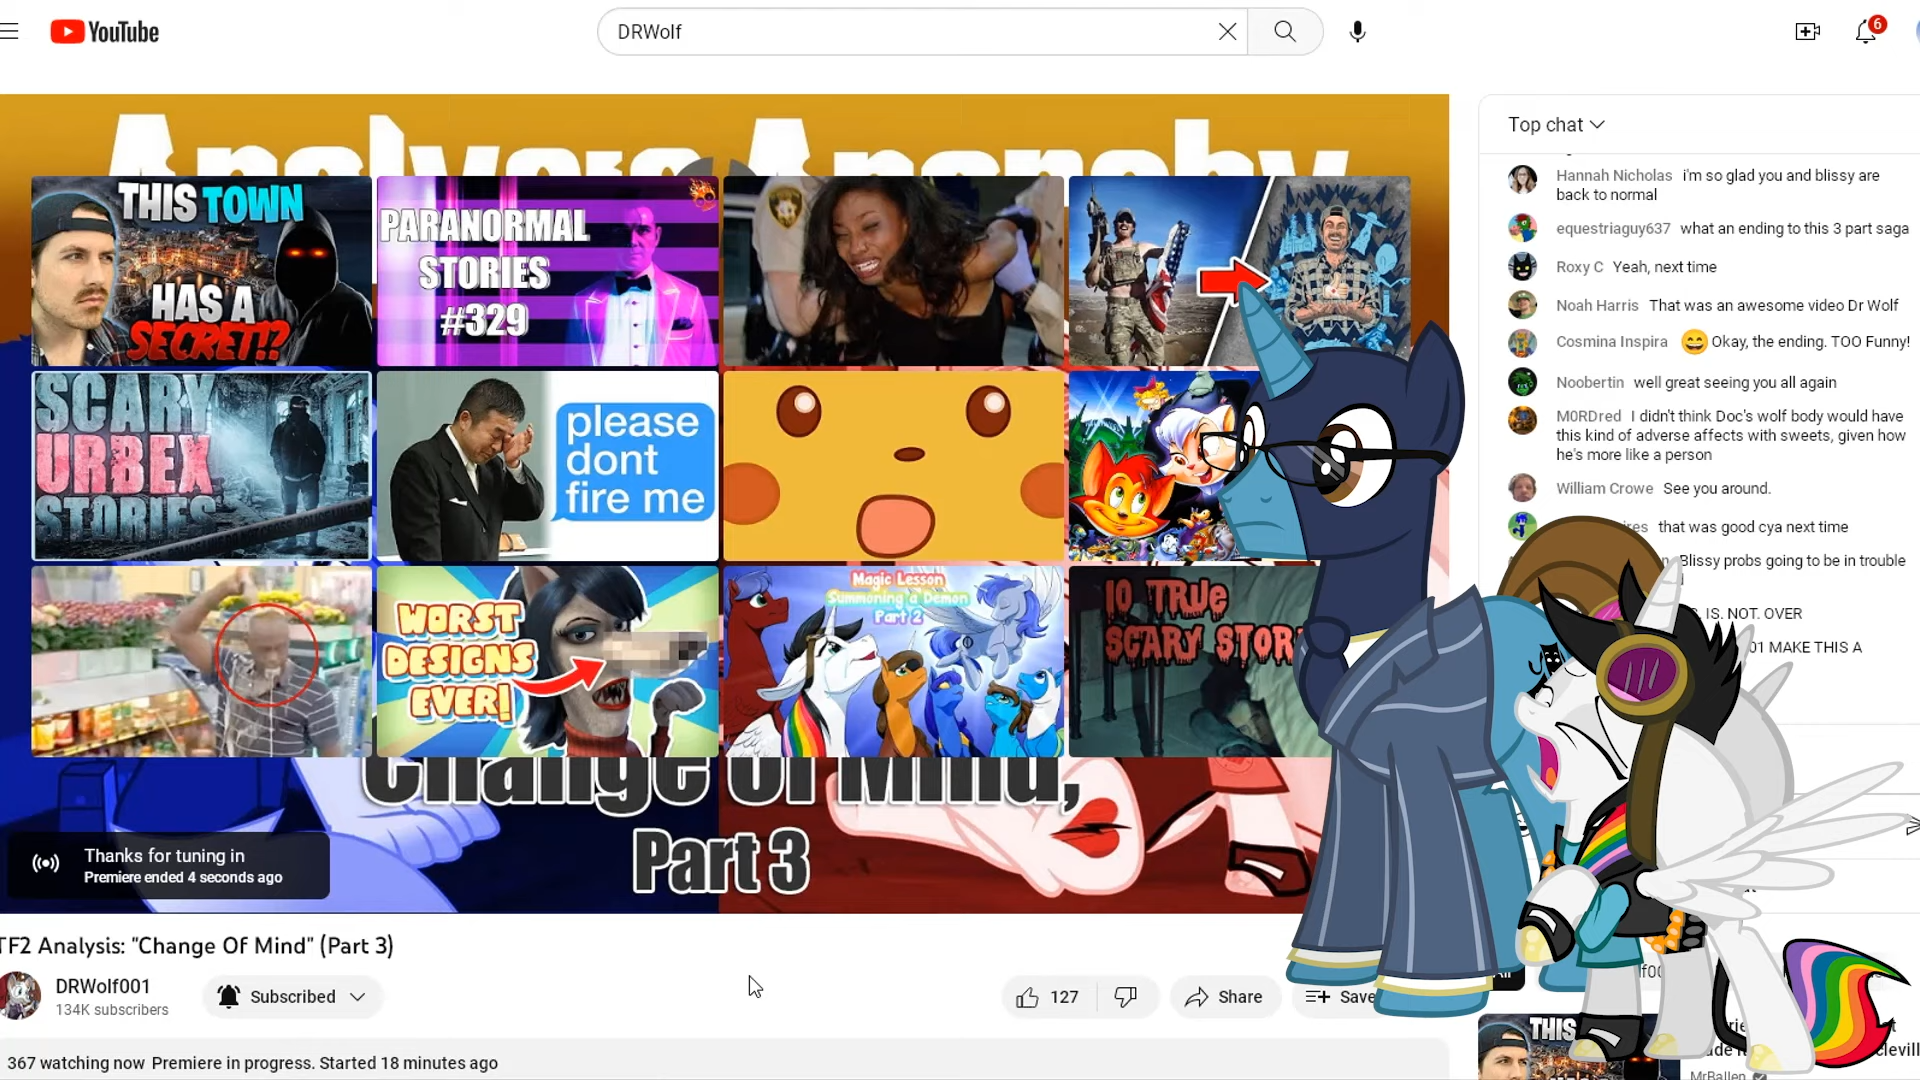 YouTube
DRWolf
6
Analysis Anarchy
THIS TOWN
HAS A
SECRET!?
PARANORMAL
STORIES
#329
SCARY
URBEX
STORIES
please
dont
fire me
WORST
DESIGNS
EVER!
Magic Lesson
Summoning a Demon
Part 2
10 TRUe
SCARY STOR
Change Of Mind,
Part 3
Thanks for tuning in
Premiere ended 4 seconds ago
TF2 Analysis: "Change Of Mind" (Part 3)
DRWolf001
134K subscribers
Subscribed
127
Share
Save
367 watching now Premiere in progress. Started 18 minutes ago
Top chat
Hannah Nicholas i'm so glad you and blissy are
back to normal
equestriaguy637 what an ending to this 3 part saga
Roxy C Yeah, next time
Noah Harris That was an awesome video Dr Wolf
Cosmina Inspira Okay, the ending. TOO Funny!
Noobertin well great seeing you all again
M0RDred I didn't think Doc's wolf body would have
this kind of adverse affects with sweets, given how
he's more like a person
William Crowe See you around.
that was good cya next time
Blissy probs going to be in trouble
IS. NOT. OVER
MAKE THIS A
THIS
MrBallen